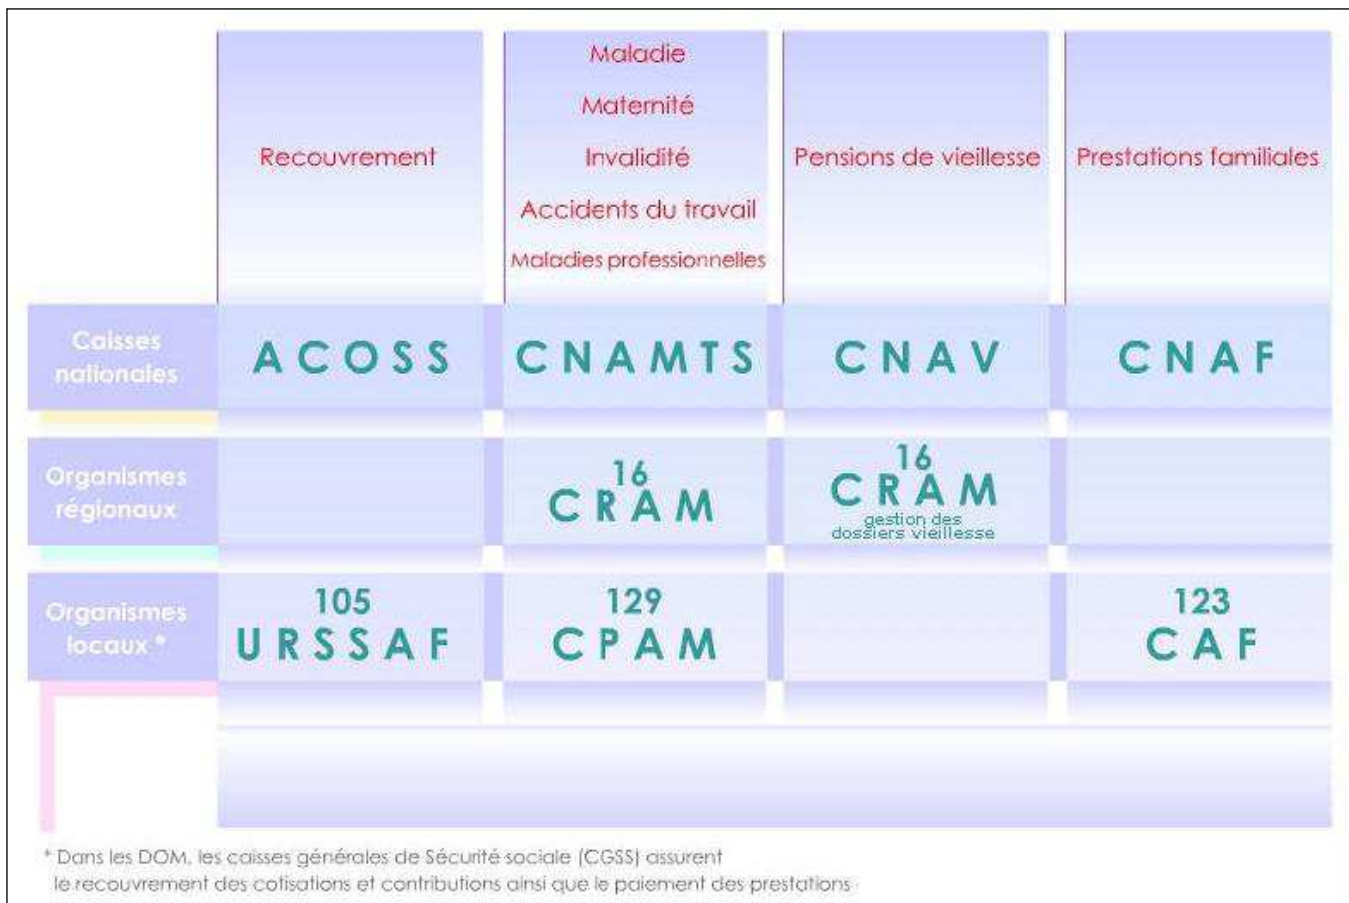 Recouvrement
Maladie
Maternité
Invalidité
Accidents du travail
Maladies professionnelles
Pensions de vieillesse
Prestations familiales
Caisses
nationales
ACOSS
CNAMTS
CNAV
CNAF
Organismes
régionaux
16
CRAM
16
CRAM
gestion des
dossiers vieillesse
Organismes
locaux *
105
URSSAF
129
CPAM
123
CAF
* Dans les DOM, les caisses générales de Sécurité sociale (CGSS) assurent
le recouvrement des cotisations et contributions ainsi que le paiement des prestations